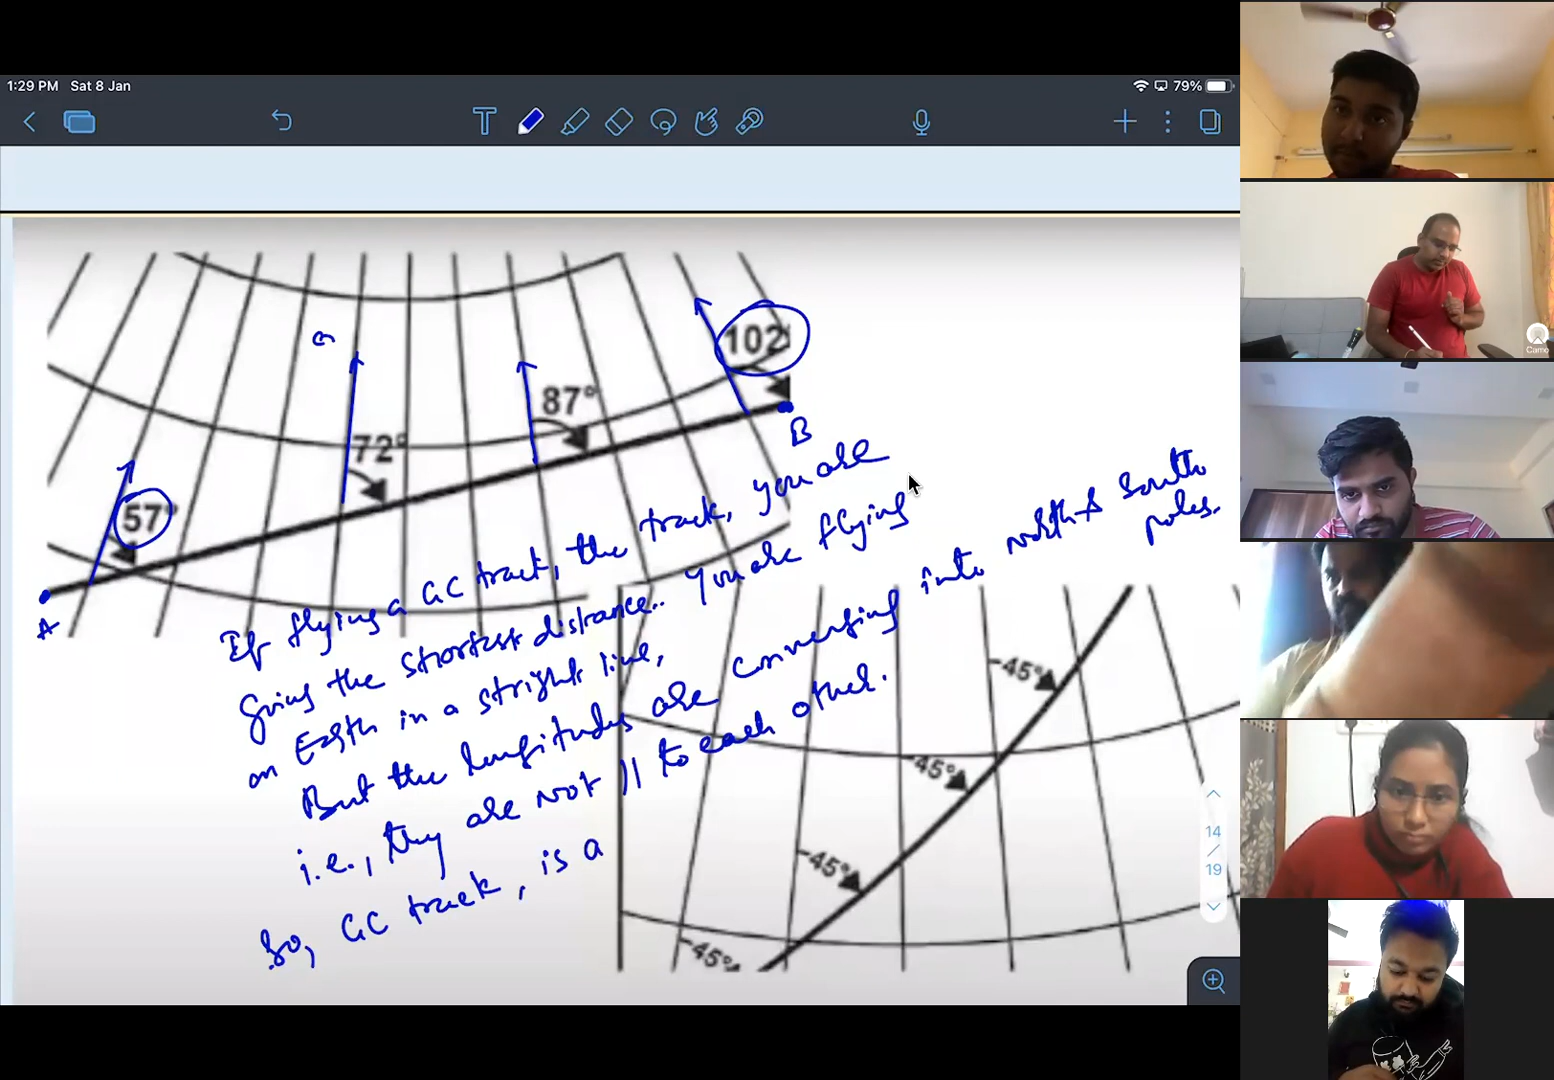 1:29 PM Sat 8 Jan
79%
T
102
87°
B
72°
57°
A
If flying a GC track, the track, you are
going the shortest distance.. You are flying
on Earth in a stright line,
But the longitudes are converging into north & south
poles.
i.e., they are not || to each other.
So, GC track, is a
-45°
-45°
-45°
-45°
14
/
19
Camo